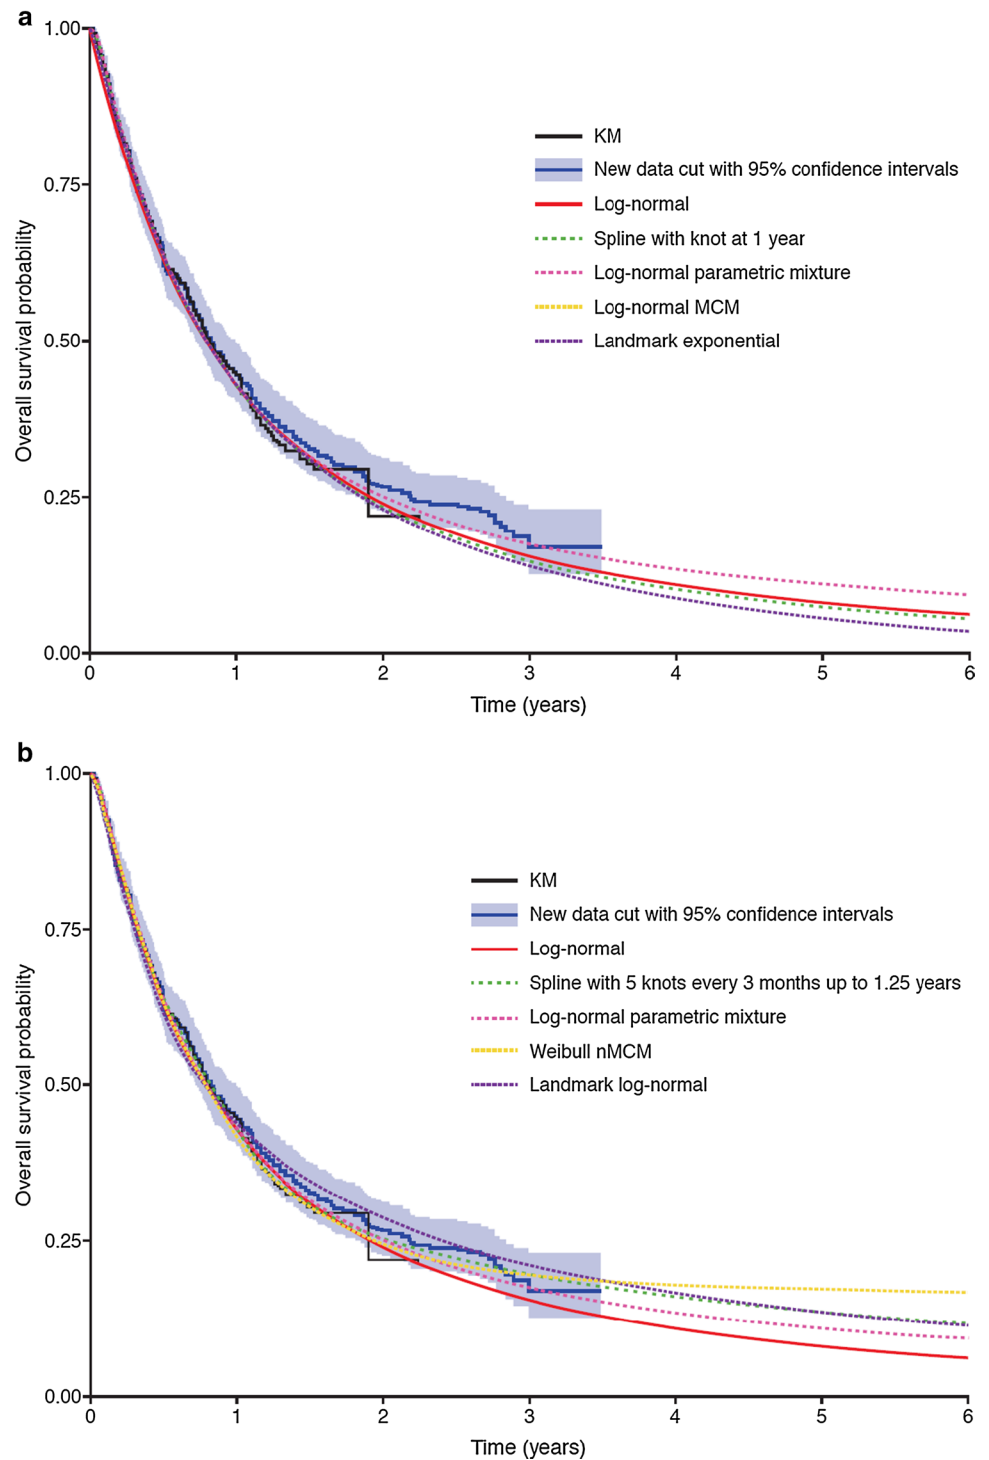 a
1.00
0.75
0.50
0.25
0.00
Overall survival probability
KM
New data cut with 95% confidence intervals
Log-normal
Spline with knot at 1 year
Log-normal parametric mixture
Log-normal MCM
Landmark exponential
0 1 2 3 4 5 6
Time (years)
b
1.00
0.75
0.50
0.25
0.00
Overall survival probability
KM
New data cut with 95% confidence intervals
Log-normal
Spline with 5 knots every 3 months up to 1.25 years
Log-normal parametric mixture
Weibull nMCM
Landmark log-normal
0 1 2 3 4 5 6
Time (years)